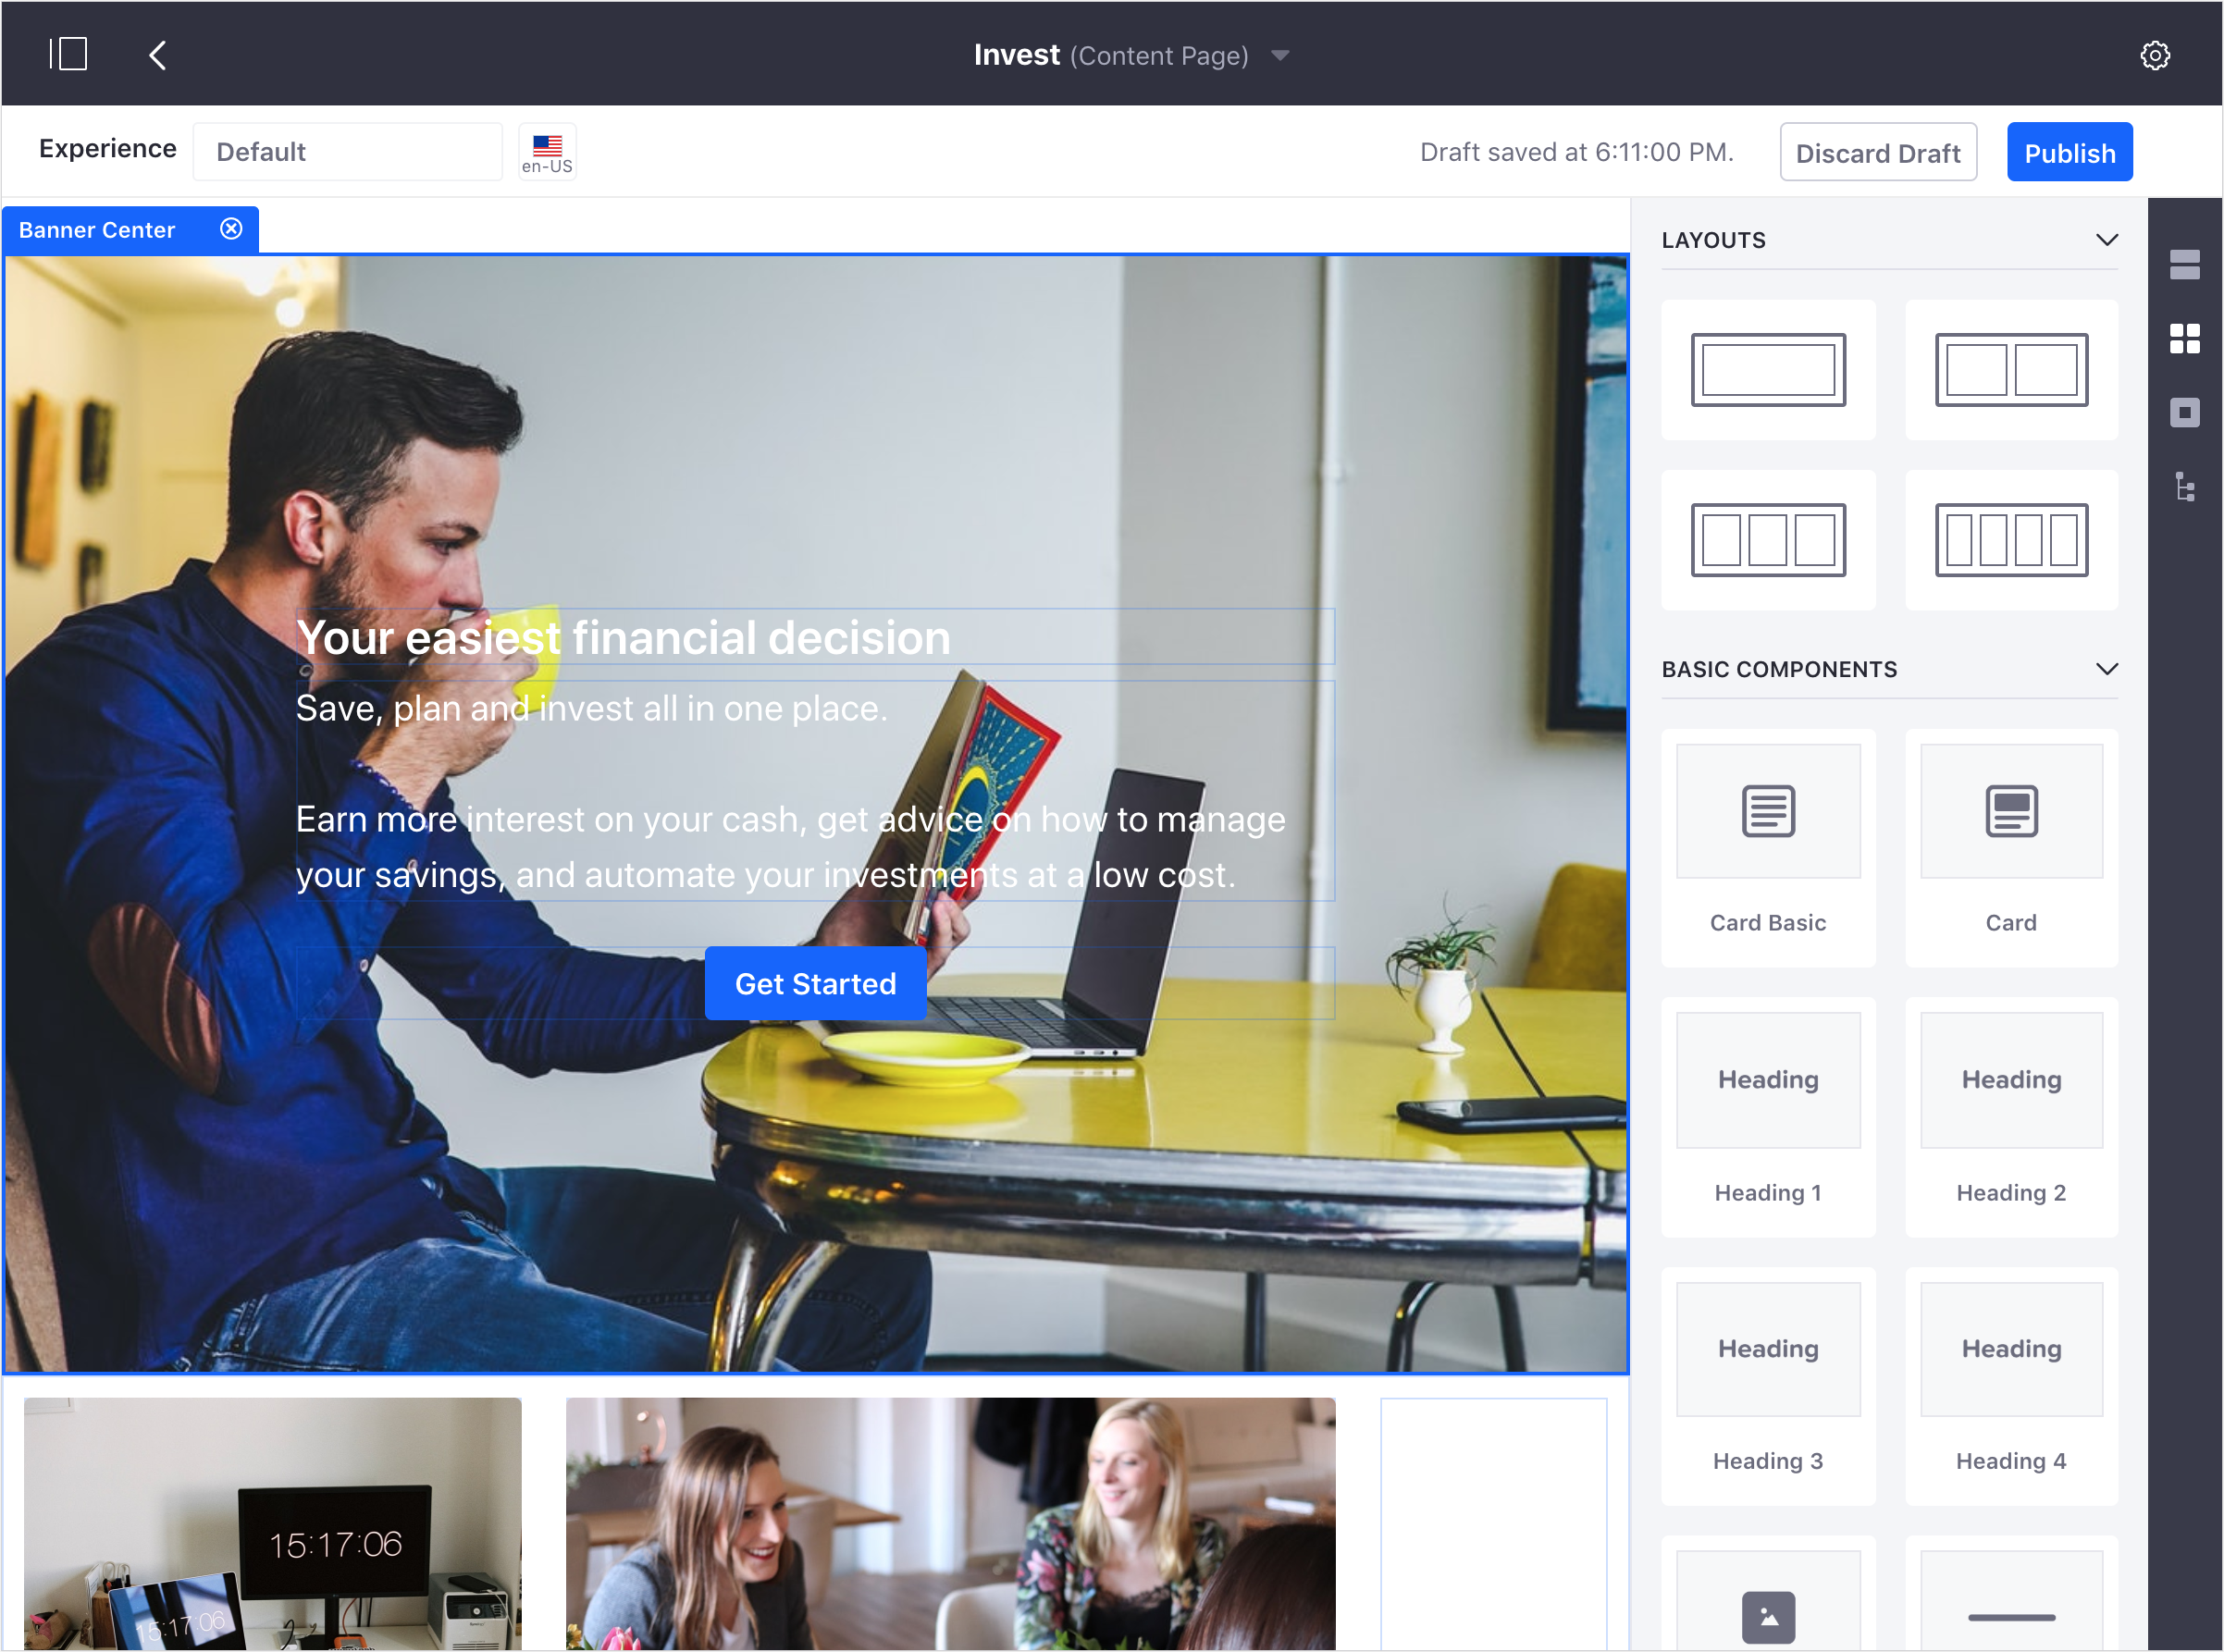 Invest (Content Page)
Experience
Default
en-US
Draft saved at 6:11:00 PM.
Discard Draft
Publish
Banner Center
Your easiest financial decision
Save, plan and invest all in one place.
Earn more interest on your cash, get advice on how to manage
your savings, and automate your investments at a low cost.
Get Started
15:17:06
15:17:06
LAYOUTS
BASIC COMPONENTS
Card Basic
Card
Heading
Heading
Heading 1
Heading 2
Heading
Heading
Heading 3
Heading 4